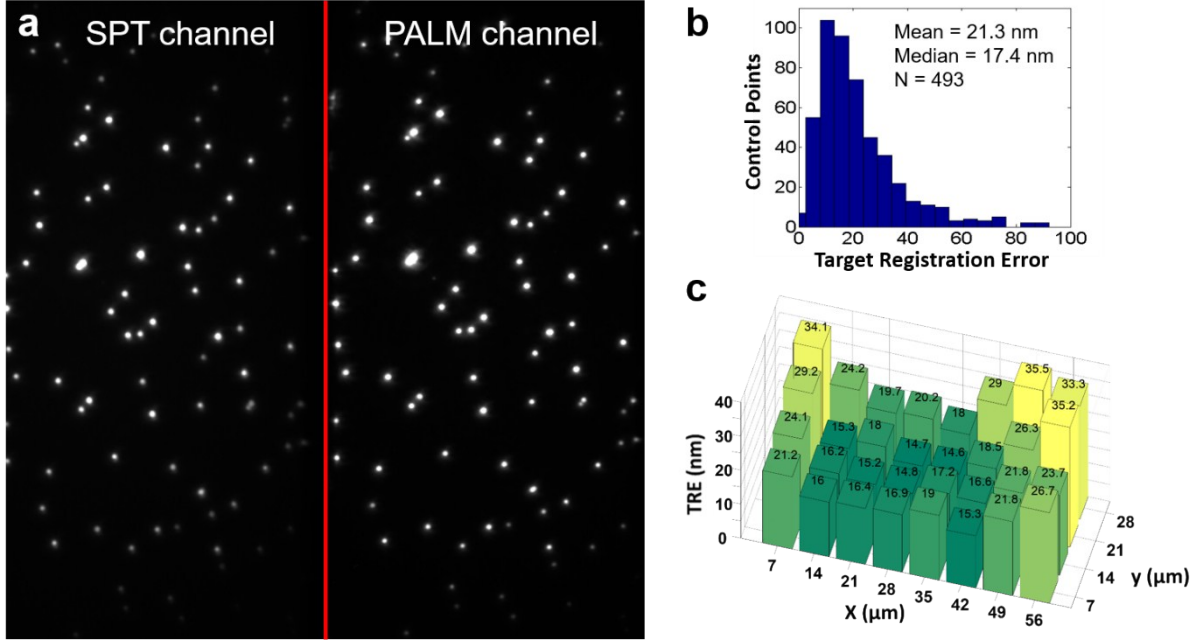 a
SPT channel
PALM channel
b
Mean = 21.3 nm
Median = 17.4 nm
N = 493
Control Points
100
80
60
40
20
0
0 20 40 60 80 100
Target Registration Error
c
TRE (nm)
40
30
20
10
0
34.1
29.2 24.2 19.7 20.2 18 29 35.5 33.3
24.1 15.3 18 14.7 14.6 18.5 26.3 35.2
21.2 16.2 15.2 14.8 17.2 16.6 21.8 23.7
16 16.4 16.9 19 15.3 21.8 26.7
7 14 21 28 35 42 49 56
X (µm)
28
21
14
7
y (µm)